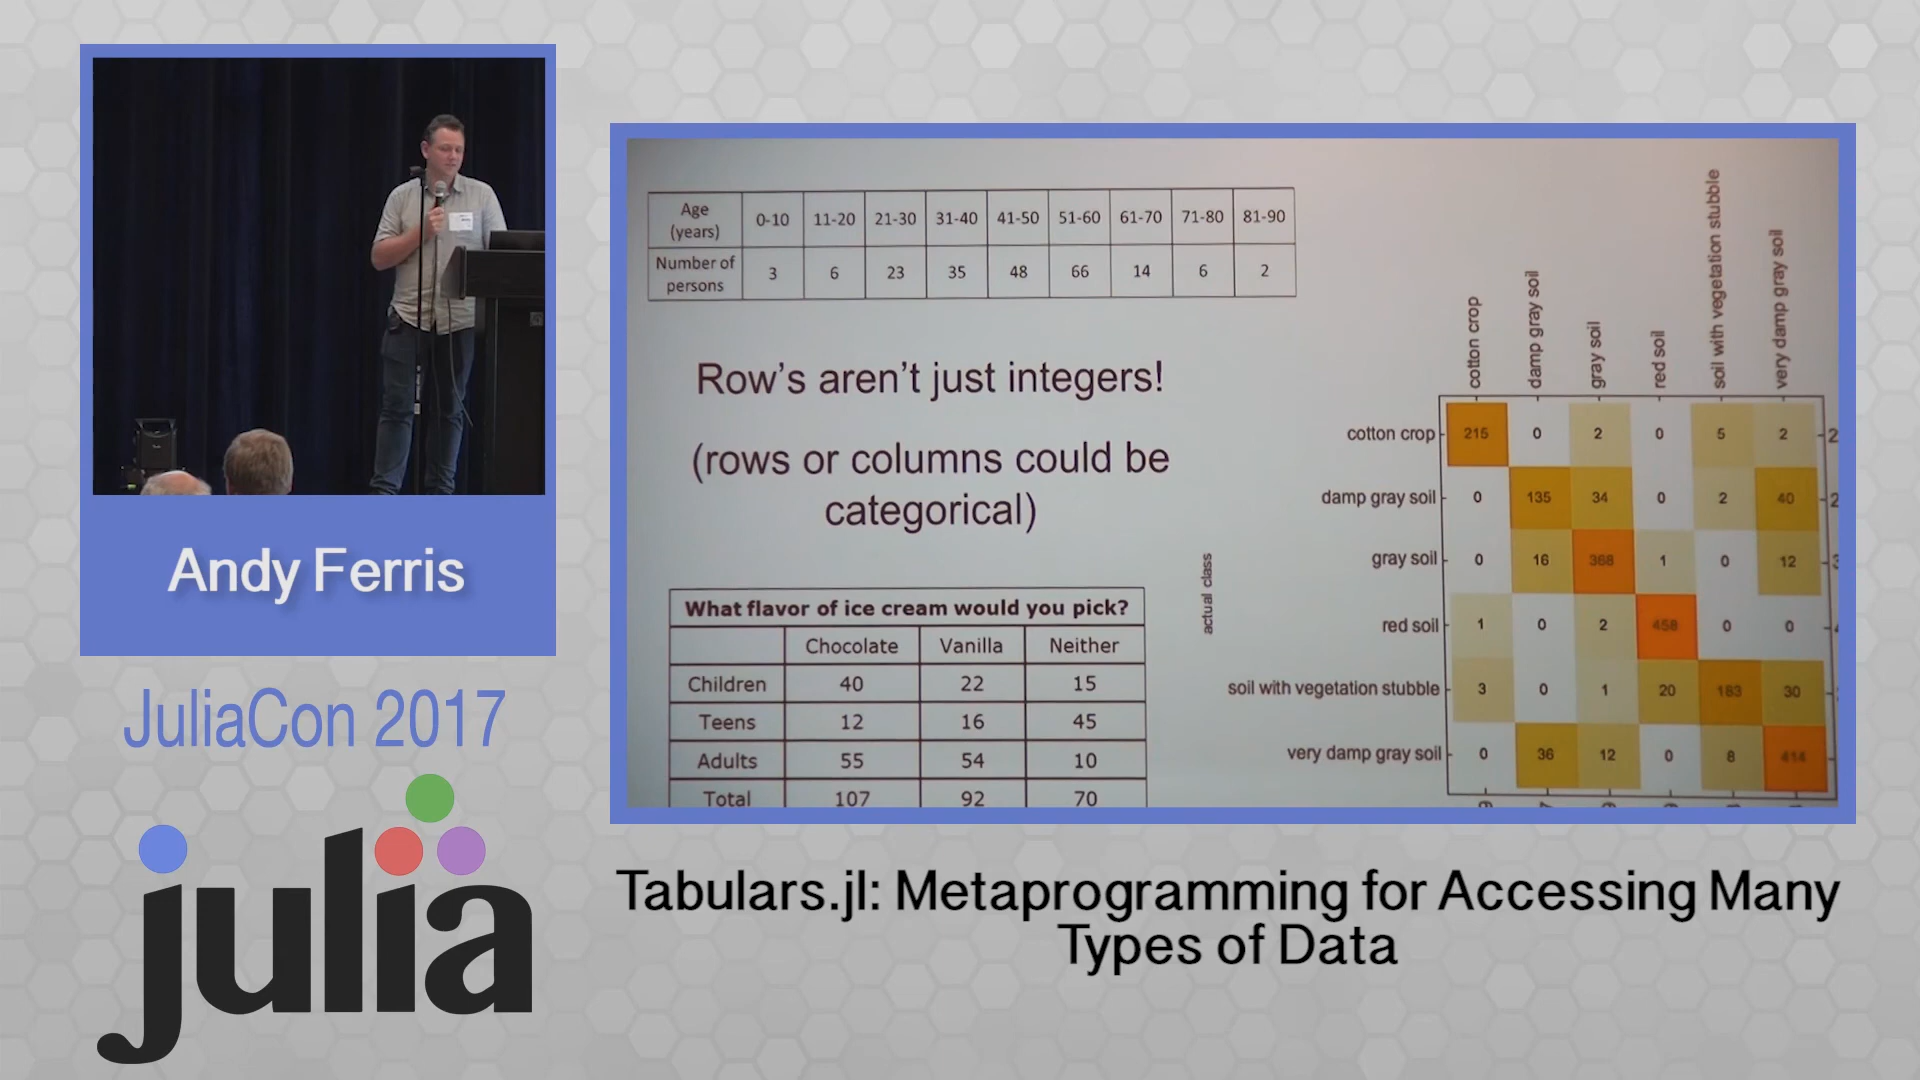 Andy Ferris
JuliaCon 2017
julia
Age (years) 0-10 11-20 21-30 31-40 41-50 51-60 61-70 71-80 81-90
Number of persons 3 6 23 35 48 66 14 6 2
Row's aren't just integers!
(rows or columns could be
categorical)
What flavor of ice cream would you pick?
Chocolate Vanilla Neither
Children 40 22 15
Teens 12 16 45
Adults 55 54 10
Total 107 92 70
actual class
cotton crop
damp gray soil
gray soil
red soil
soil with vegetation stubble
very damp gray soil
cotton crop 215 0 2 0 5 2
damp gray soil 0 135 34 0 2 40
gray soil 0 16 368 1 0 12
red soil 1 0 2 458 0 0
soil with vegetation stubble 3 0 1 20 183 30
very damp gray soil 0 36 12 0 8 414
Tabulars.jl: Metaprogramming for Accessing Many
Types of Data